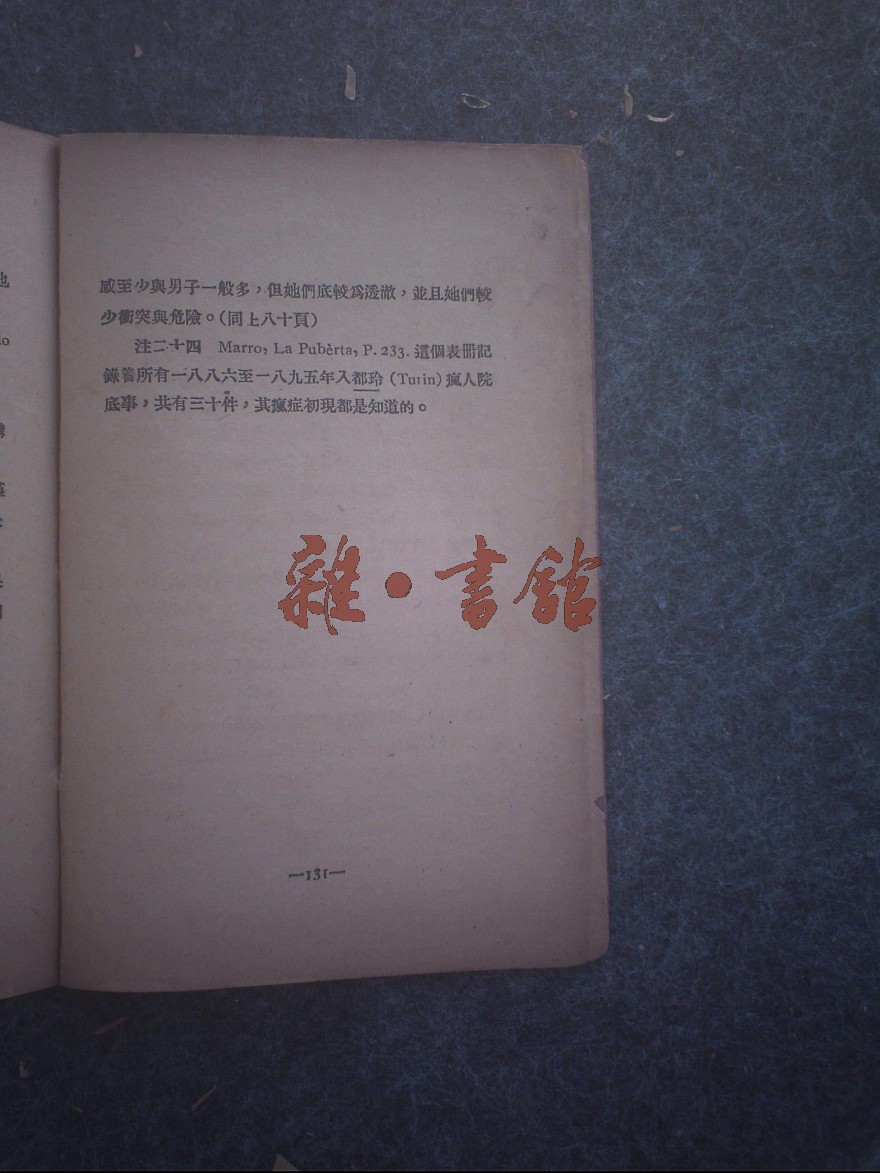 感至少與男子一般多，但她們底較爲透澈，並且她們較
少衝突與危險。(同上八十頁)
注二十四 Marro, La Pubèrta, P. 233. 這個表冊記
錄着所有一八八六至一八九五年入都玲 (Turin) 瘋人院
底事，共有三十件，其瘋症初現都是知道的。
雜·書館
—131—